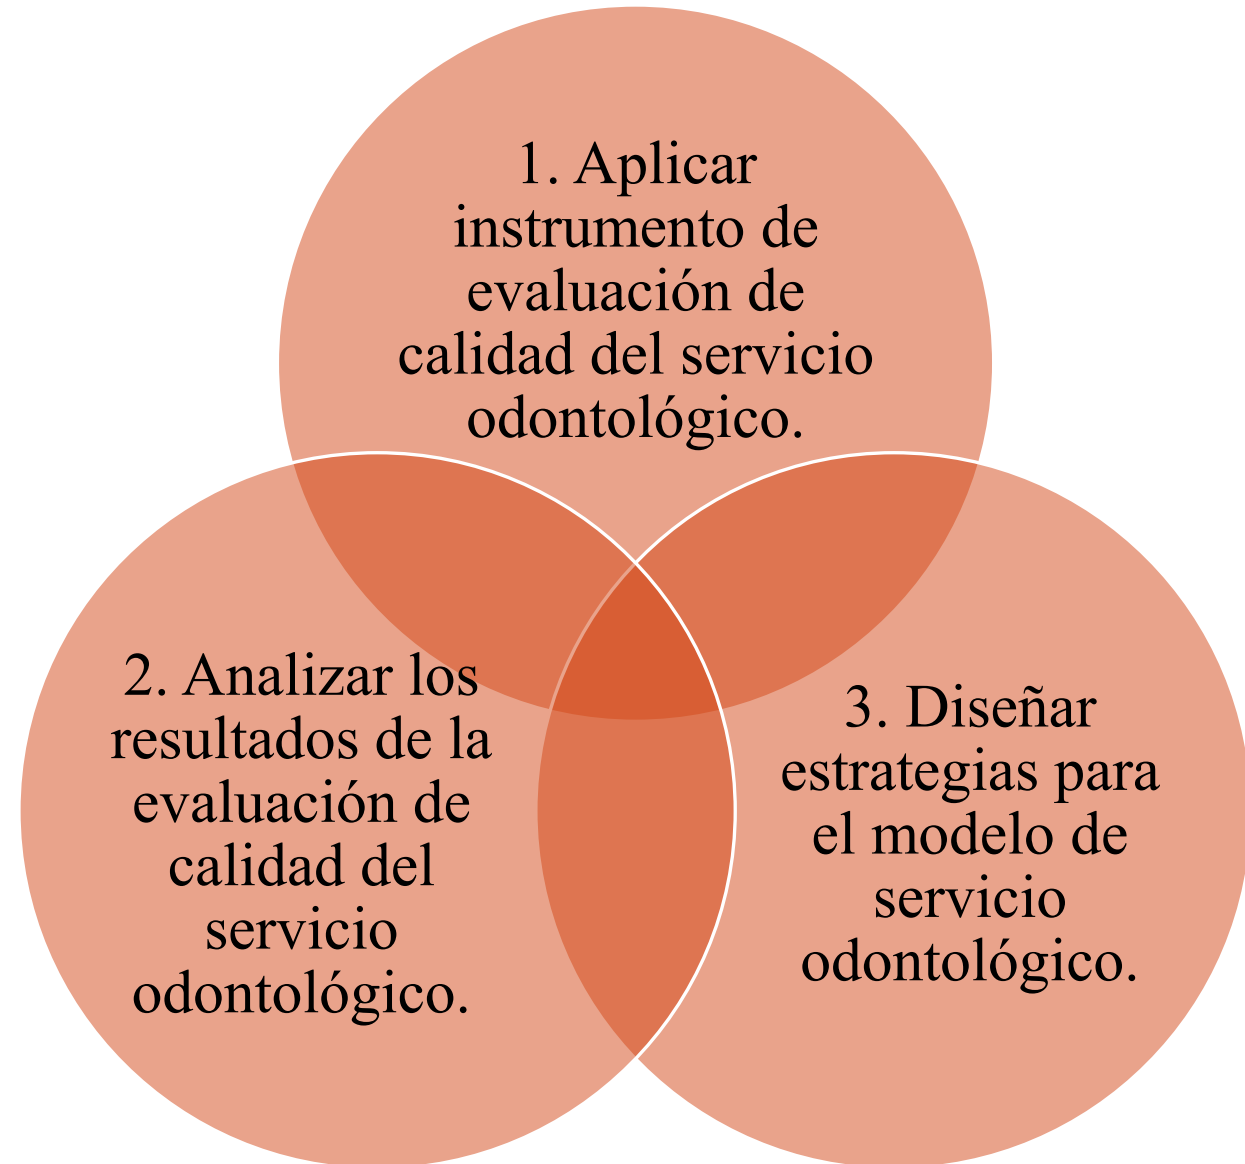 1. Aplicar
instrumento de
evaluación de
calidad del servicio
odontológico.
2. Analizar los
resultados de la
evaluación de
calidad del
servicio
odontológico.
3. Diseñar
estrategias para
el modelo de
servicio
odontológico.